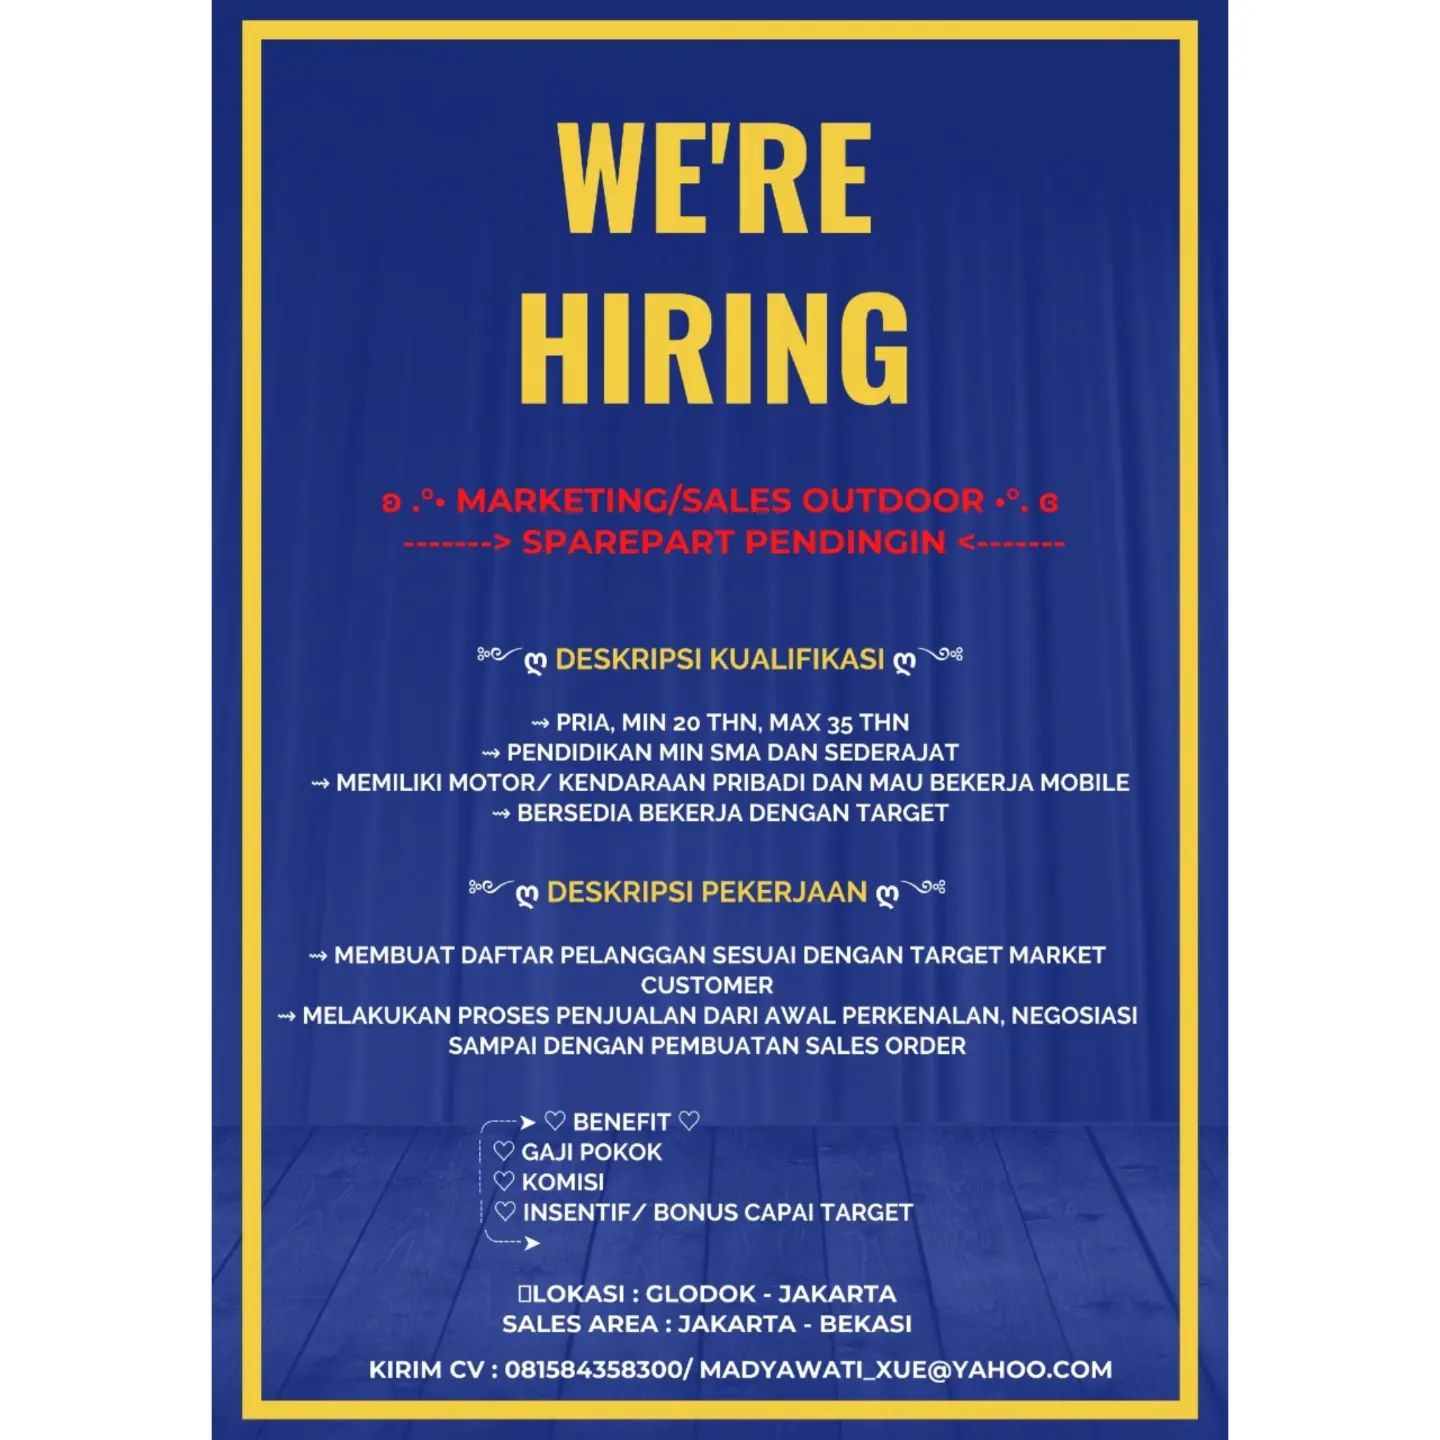 WE'RE
HIRING
ʚ .°• MARKETING/SALES OUTDOOR •°. ɞ
-------> SPAREPART PENDINGIN <-------
༺ღ DESKRIPSI KUALIFIKASI ღ༻
⇝ PRIA, MIN 20 THN, MAX 35 THN
⇝ PENDIDIKAN MIN SMA DAN SEDERAJAT
⇝ MEMILIKI MOTOR/ KENDARAAN PRIBADI DAN MAU BEKERJA MOBILE
⇝ BERSEDIA BEKERJA DENGAN TARGET
༺ღ DESKRIPSI PEKERJAAN ღ༻
⇝ MEMBUAT DAFTAR PELANGGAN SESUAI DENGAN TARGET MARKET
CUSTOMER
⇝ MELAKUKAN PROSES PENJUALAN DARI AWAL PERKENALAN, NEGOSIASI
SAMPAI DENGAN PEMBUATAN SALES ORDER
╭┈➤ ♡ BENEFIT ♡
♡ GAJI POKOK
♡ KOMISI
♡ INSENTIF/ BONUS CAPAI TARGET
╰┈➤
LOKASI : GLODOK - JAKARTA
SALES AREA : JAKARTA - BEKASI
KIRIM CV : 081584358300/ MADYAWATI_XUE@YAHOO.COM